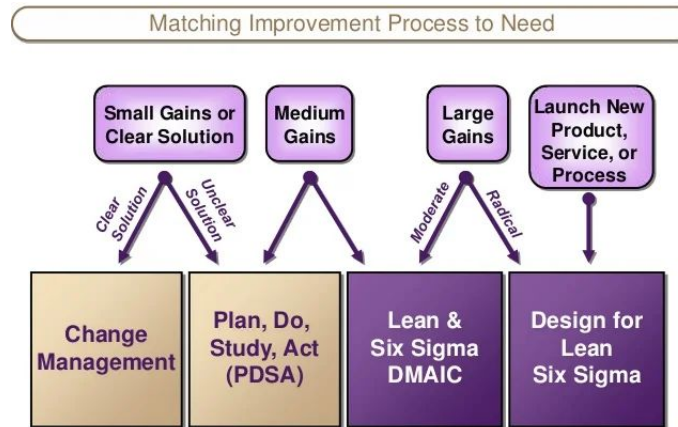 Matching Improvement Process to Need
Small Gains or
Clear Solution
Medium
Gains
Large
Gains
Launch New
Product,
Service, or
Process
Clear
Solution
Unclear
Solution
Moderate
Radical
Change
Management
Plan, Do,
Study, Act
(PDSA)
Lean &
Six Sigma
DMAIC
Design for
Lean
Six Sigma